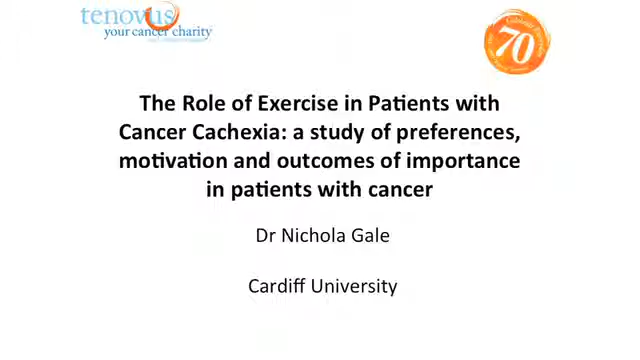 tenovus
your cancer charity
70
The Role of Exercise in Patients with
Cancer Cachexia: a study of preferences,
motivation and outcomes of importance
in patients with cancer
Dr Nichola Gale
Cardiff University